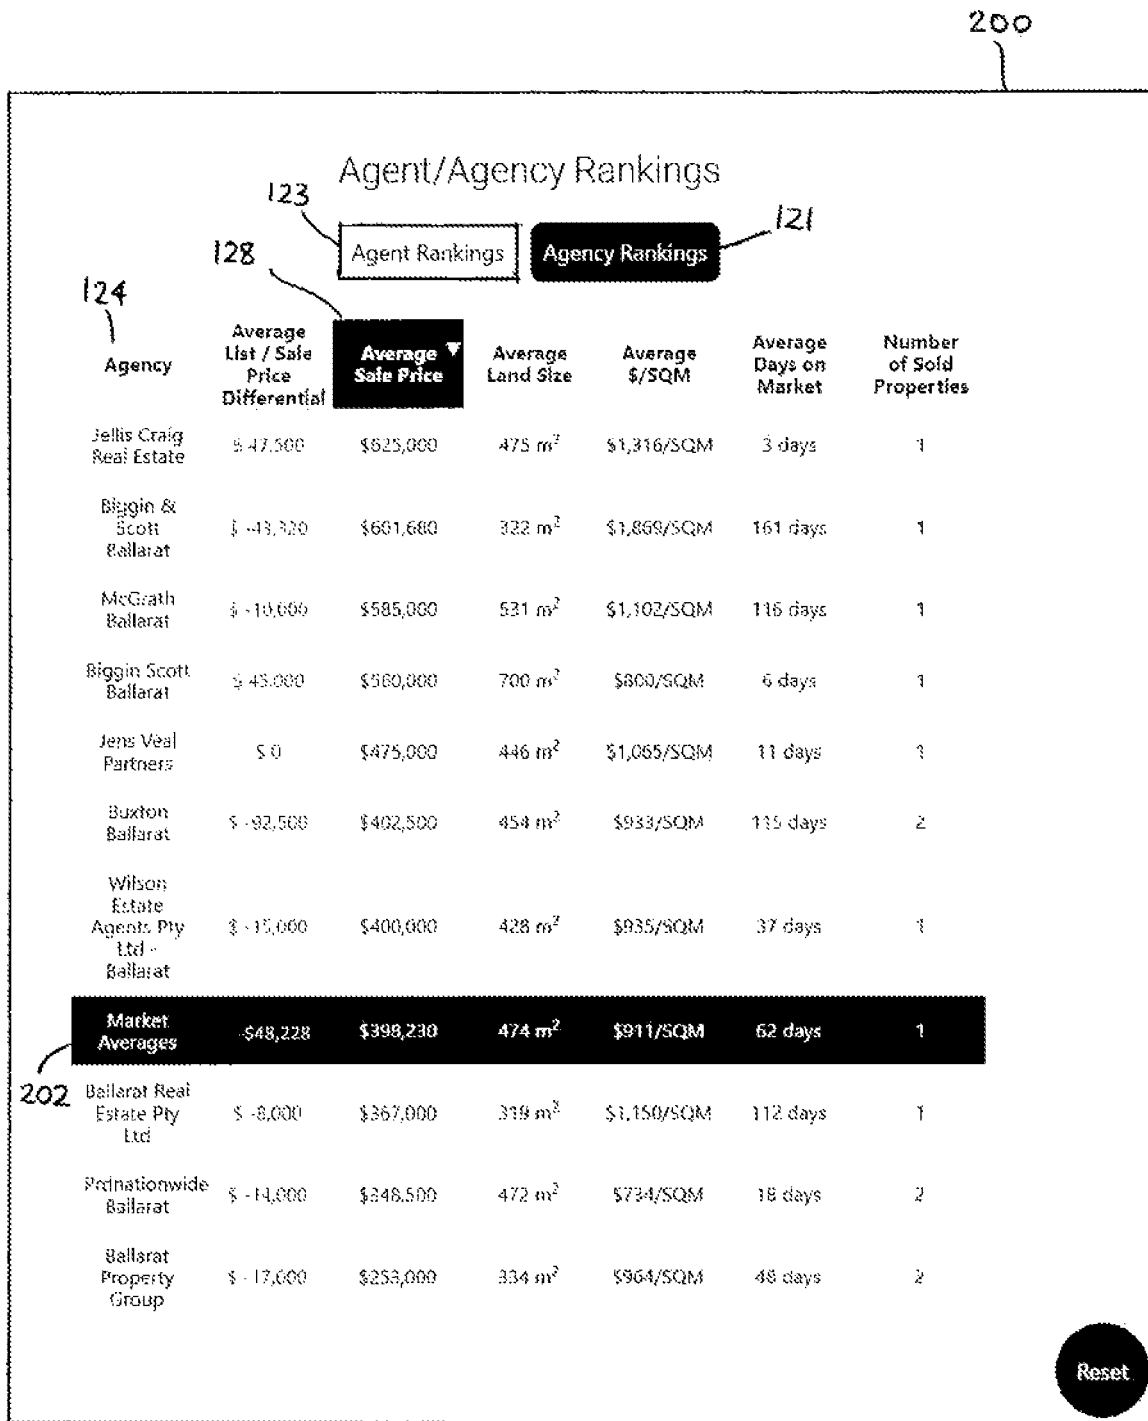 200
Agent/Agency Rankings
123
Agent Rankings
Agency Rankings
121
128
124
Agency
Average
List / Sale
Price
Differential
Average
Sale Price
Average
Land Size
Average
$/SQM
Average
Days on
Market
Number
of Sold
Properties
Jellis Craig
Real Estate
$ 47,500
$625,000
475 m²
$1,316/SQM
3 days
1
Biggin &
Scott
Ballarat
$ -43,320
$601,680
322 m²
$1,869/SQM
161 days
1
McGrath
Ballarat
$ -10,000
$585,000
531 m²
$1,102/SQM
116 days
1
Biggin Scott
Ballarat
$ 45,000
$560,000
700 m²
$800/SQM
6 days
1
Jens Veal
Partners
$ 0
$475,000
446 m²
$1,065/SQM
11 days
1
Buxton
Ballarat
$ -92,500
$402,500
454 m²
$933/SQM
115 days
2
Wilson
Estate
Agents Pty
Ltd -
Ballarat
$ -15,000
$400,000
428 m²
$935/SQM
37 days
1
Market
Averages
-$48,228
$398,230
474 m²
$911/SQM
62 days
1
202
Ballarat Real
Estate Pty
Ltd
$ -8,000
$367,000
319 m²
$1,150/SQM
112 days
1
Prdnationwide
Ballarat
$ -14,000
$348,500
472 m²
$734/SQM
18 days
2
Ballarat
Property
Group
$ -17,000
$253,000
334 m²
$964/SQM
48 days
2
Reset